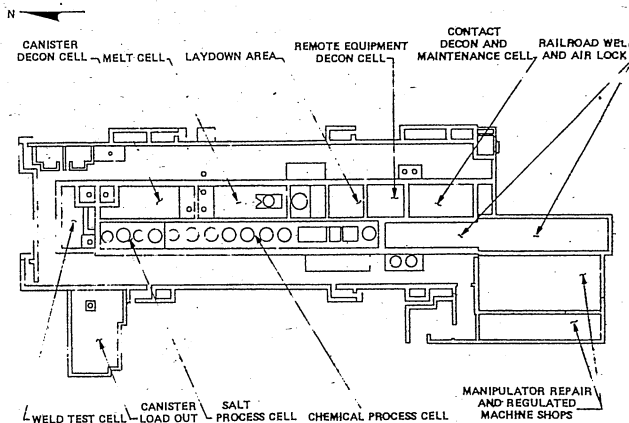 N
CANISTER
DECON CELL
MELT CELL
LAYDOWN AREA
REMOTE EQUIPMENT
DECON CELL
CONTACT
DECON AND
MAINTENANCE CELL
RAILROAD WELL
AND AIR LOCK
WELD TEST CELL
CANISTER
LOAD OUT
SALT
PROCESS CELL
CHEMICAL PROCESS CELL
MANIPULATOR REPAIR
AND REGULATED
MACHINE SHOPS